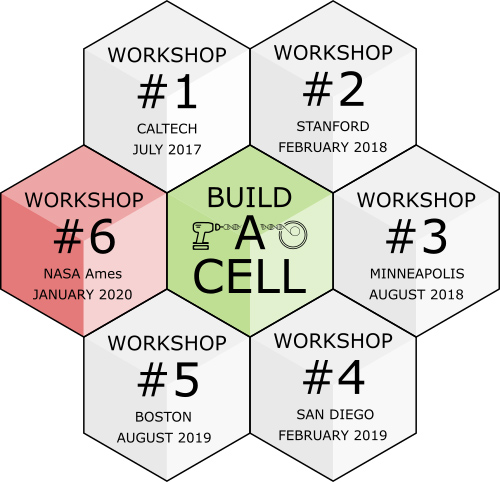 WORKSHOP
#1
CALTECH
JULY 2017
WORKSHOP
#2
STANFORD
FEBRUARY 2018
WORKSHOP
#6
NASA Ames
JANUARY 2020
BUILD
A
CELL
WORKSHOP
#3
MINNEAPOLIS
AUGUST 2018
WORKSHOP
#5
BOSTON
AUGUST 2019
WORKSHOP
#4
SAN DIEGO
FEBRUARY 2019